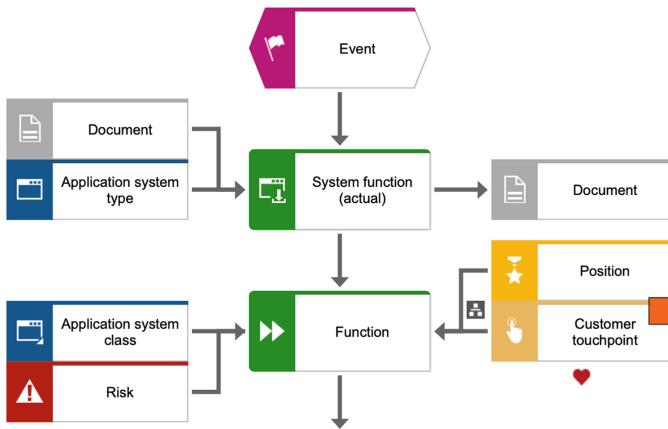 Event
Document
Application system
type
System function
(actual)
Document
Position
Application system
class
Function
Customer
touchpoint
Risk